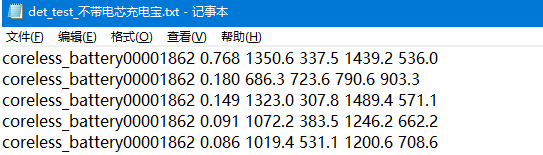 det_test_不带电芯充电宝.txt - 记事本
文件(F) 编辑(E) 格式(O) 查看(V) 帮助(H)
coreless_battery00001862 0.768 1350.6 337.5 1439.2 536.0
coreless_battery00001862 0.180 686.3 723.6 790.6 903.3
coreless_battery00001862 0.149 1323.0 307.8 1489.4 571.1
coreless_battery00001862 0.091 1072.2 383.5 1246.2 662.2
coreless_battery00001862 0.086 1019.4 531.1 1200.6 708.6